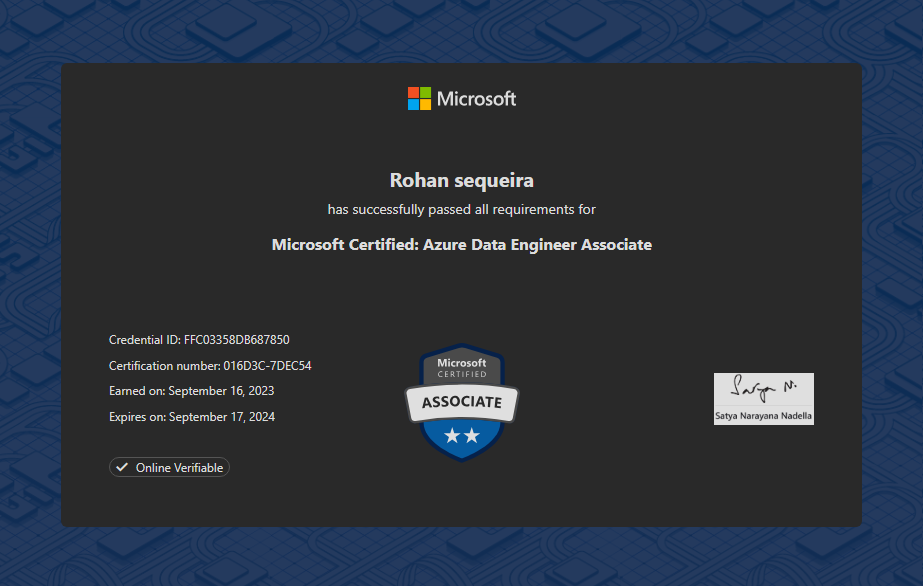 Microsoft
Rohan sequeira
has successfully passed all requirements for
Microsoft Certified: Azure Data Engineer Associate
Credential ID: FFC03358DB687850
Certification number: 016D3C-7DEC54
Earned on: September 16, 2023
Expires on: September 17, 2024
Online Verifiable
Microsoft
CERTIFIED
ASSOCIATE
Satya N.
Satya Narayana Nadella